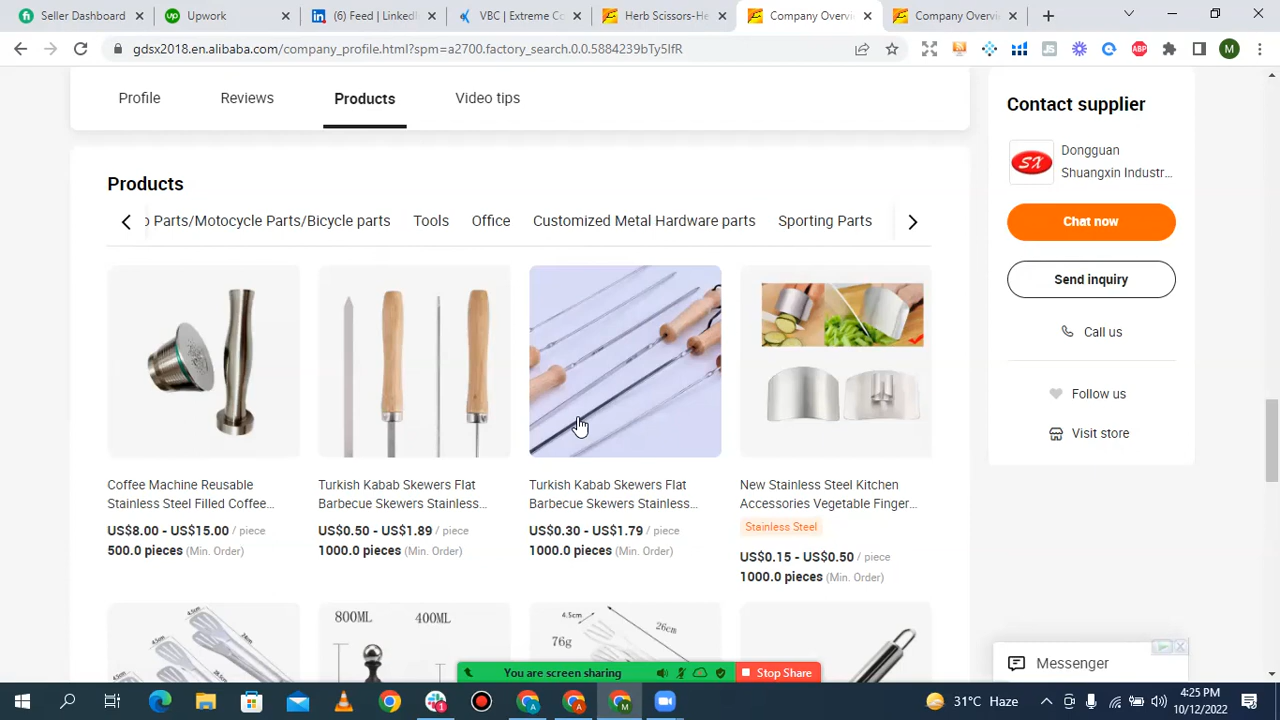 Seller Dashboard
Upwork
(6) Feed | LinkedI
VBC | Extreme Co
Herb Scissors-He
Company Overvi
Company Overvi
gdsx2018.en.alibaba.com/company_profile.html?spm=a2700.factory_search.0.0.5884239bTy5IfR
JS
ABP
M
Profile
Reviews
Products
Video tips
Products
o Parts/Motocycle Parts/Bicycle parts
Tools
Office
Customized Metal Hardware parts
Sporting Parts
Coffee Machine Reusable
Stainless Steel Filled Coffee...
US$8.00 - US$15.00 / piece
500.0 pieces (Min. Order)
Turkish Kabab Skewers Flat
Barbecue Skewers Stainless...
US$0.50 - US$1.89 / piece
1000.0 pieces (Min. Order)
Turkish Kabab Skewers Flat
Barbecue Skewers Stainless...
US$0.30 - US$1.79 / piece
1000.0 pieces (Min. Order)
New Stainless Steel Kitchen
Accessories Vegetable Finger...
Stainless Steel
US$0.15 - US$0.50 / piece
1000.0 pieces (Min. Order)
800ML
400ML
4.5cm
26cm
76g
Contact supplier
SX
Dongguan
Shuangxin Industr...
Chat now
Send inquiry
Call us
Follow us
Visit store
Messenger
You are screen sharing
Stop Share
31°C Haze
4:25 PM
10/12/2022